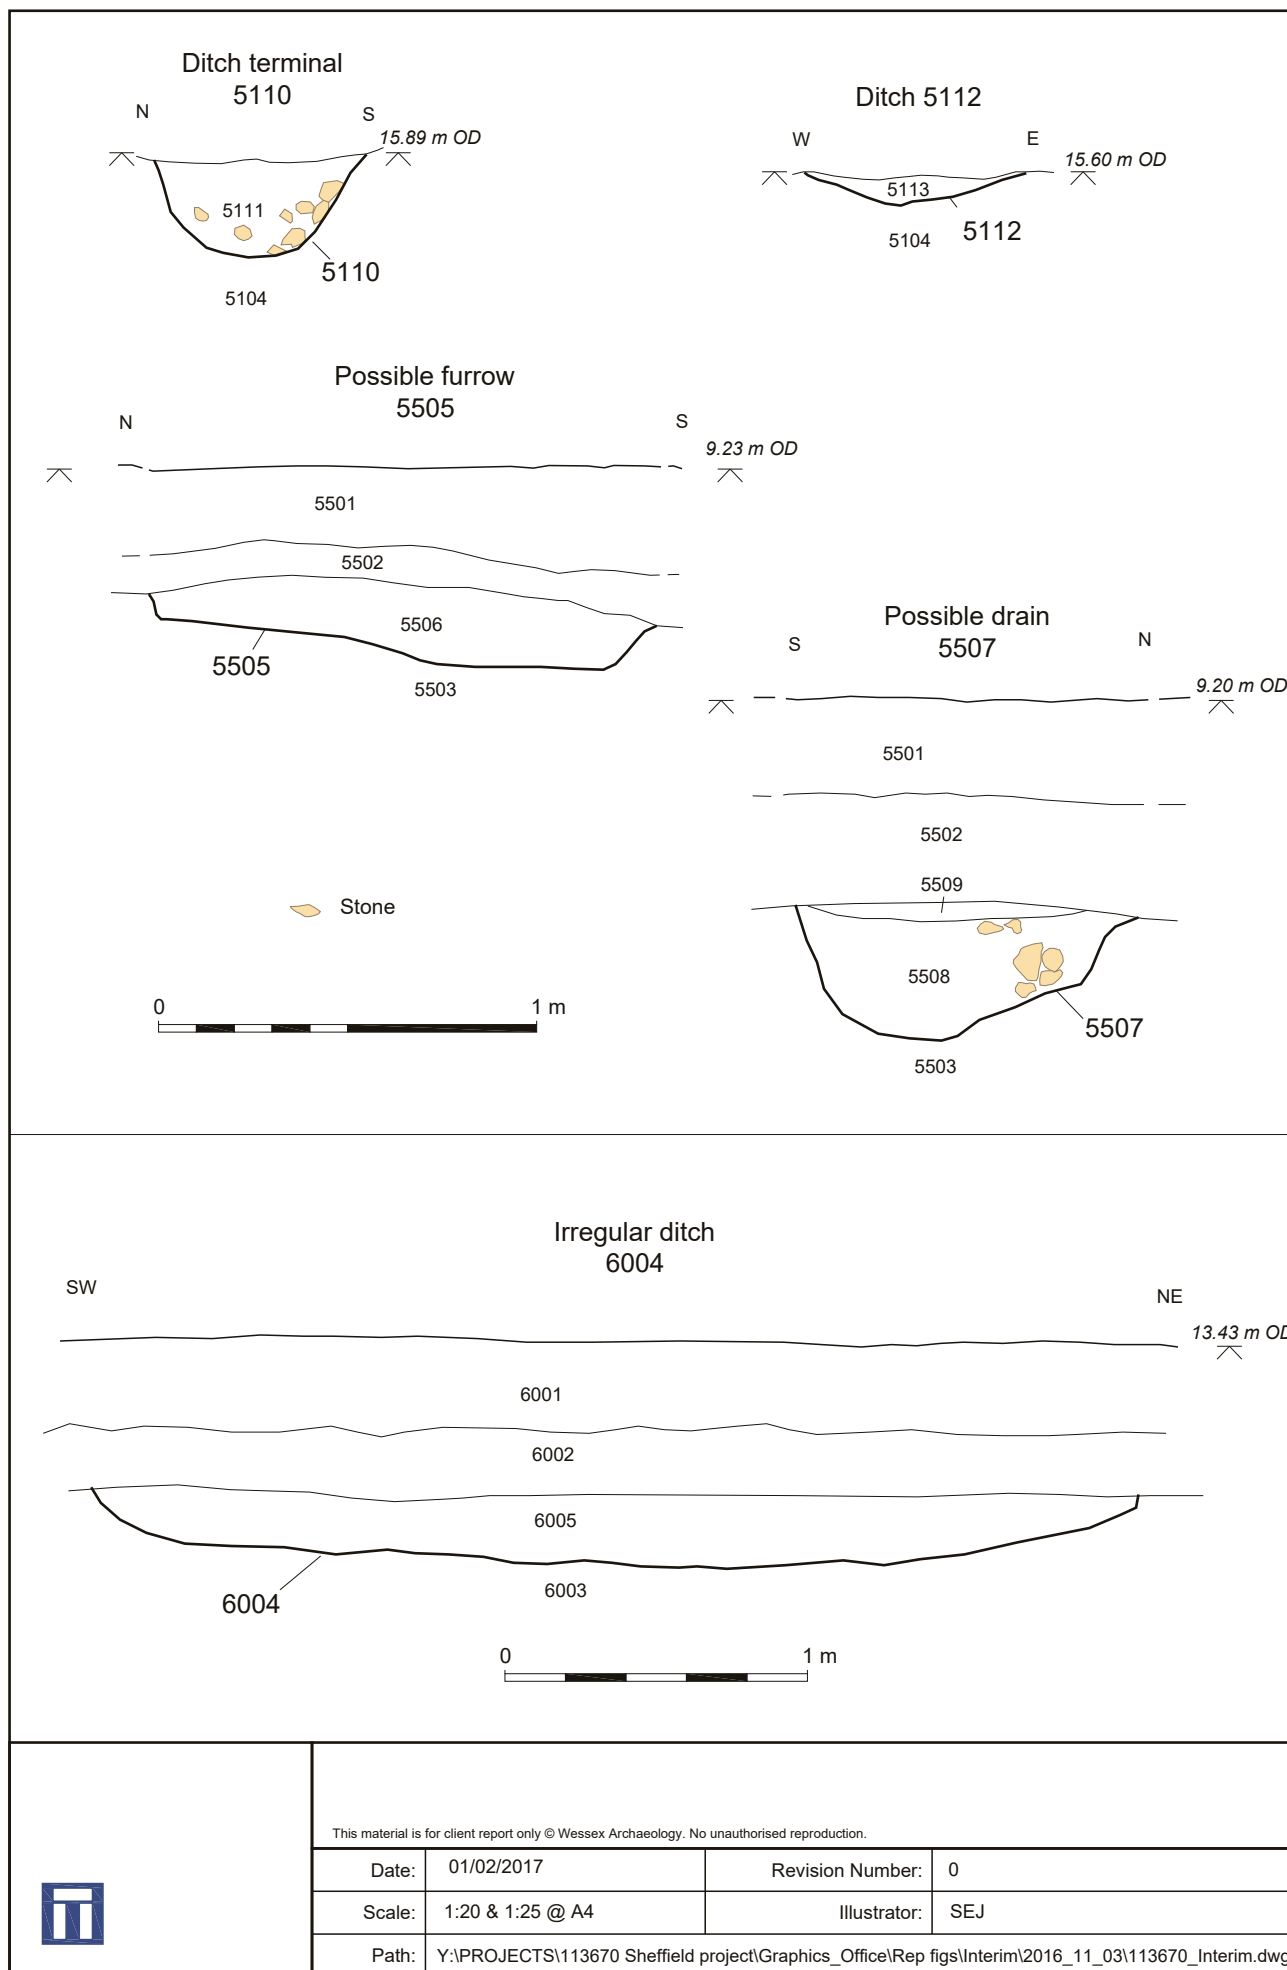 Ditch terminal
5110
N
S
15.89 m OD
5111
5110
5104
Ditch 5112
W
E
15.60 m OD
5113
5112
5104
Possible furrow
5505
N
S
9.23 m OD
5501
5502
5506
5505
5503
Possible drain
5507
S
N
9.20 m OD
5501
5502
5509
5508
5507
5503
Stone
0
1 m
Irregular ditch
6004
SW
NE
13.43 m OD
6001
6002
6005
6004
6003
0
1 m
This material is for client report only © Wessex Archaeology. No unauthorised reproduction.
Date: 01/02/2017 Revision Number: 0
Scale: 1:20 & 1:25 @ A4 Illustrator: SEJ
Path: Y:\PROJECTS\113670 Sheffield project\Graphics_Office\Rep figs\Interim\2016_11_03\113670_Interim.dwg